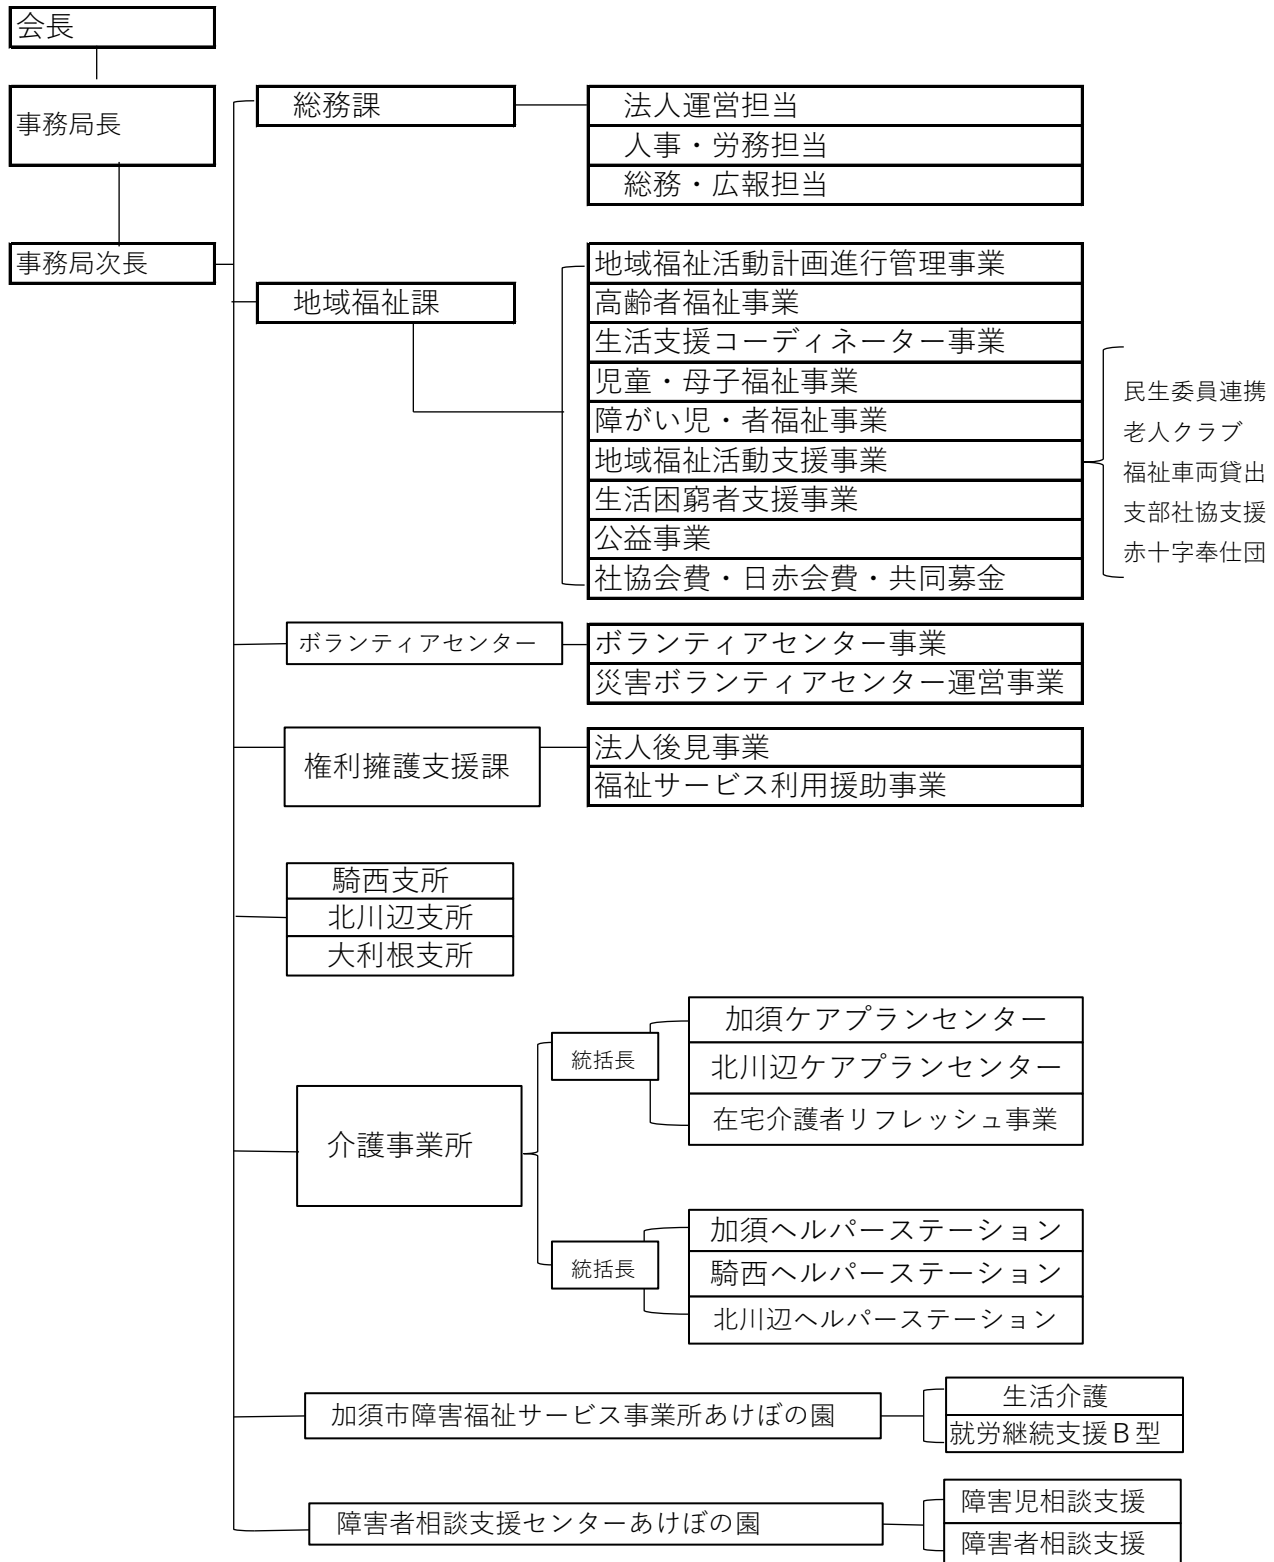 会長
事務局長
事務局次長
総務課
法人運営担当
人事・労務担当
総務・広報担当
地域福祉課
地域福祉活動計画進行管理事業
高齢者福祉事業
生活支援コーディネーター事業
児童・母子福祉事業
障がい児・者福祉事業
地域福祉活動支援事業
生活困窮者支援事業
公益事業
社協会費・日赤会費・共同募金
民生委員連携
老人クラブ
福祉車両貸出
支部社協支援
赤十字奉仕団
ボランティアセンター
ボランティアセンター事業
災害ボランティアセンター運営事業
権利擁護支援課
法人後見事業
福祉サービス利用援助事業
騎西支所
北川辺支所
大利根支所
介護事業所
統括長
加須ケアプランセンター
北川辺ケアプランセンター
在宅介護者リフレッシュ事業
統括長
加須ヘルパーステーション
騎西ヘルパーステーション
北川辺ヘルパーステーション
加須市障害福祉サービス事業所あけぼの園
生活介護
就労継続支援Ｂ型
障害者相談支援センターあけぼの園
障害児相談支援
障害者相談支援